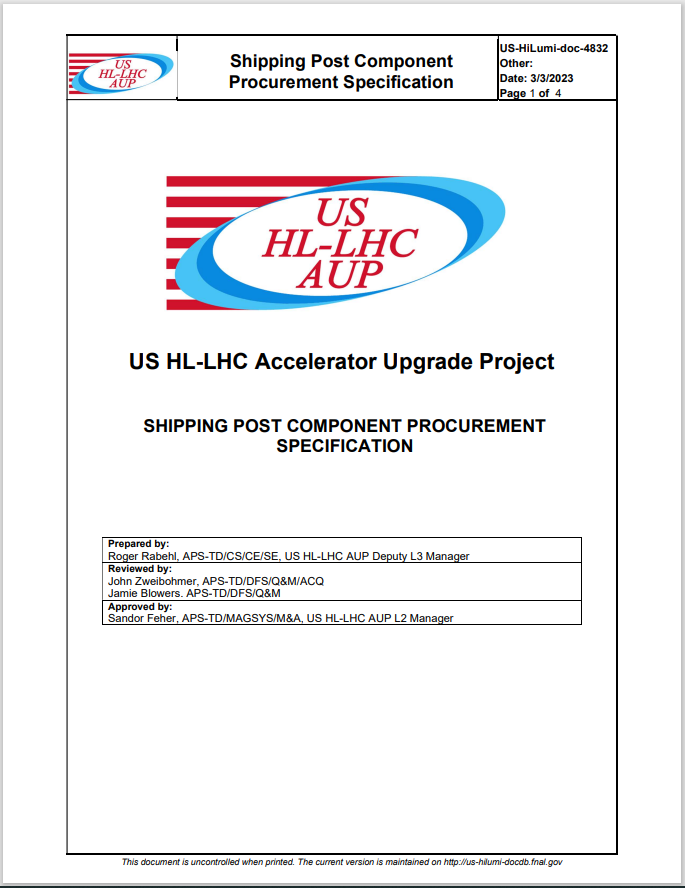 US
HL-LHC
AUP
Shipping Post Component
Procurement Specification
US-HiLumi-doc-4832
Other:
Date: 3/3/2023
Page 1 of 4
US
HL-LHC
AUP
US HL-LHC Accelerator Upgrade Project
SHIPPING POST COMPONENT PROCUREMENT
SPECIFICATION
Prepared by:
Roger Rabehl, APS-TD/CS/CE/SE, US HL-LHC AUP Deputy L3 Manager
Reviewed by:
John Zweibohmer, APS-TD/DFS/Q&M/ACQ
Jamie Blowers. APS-TD/DFS/Q&M
Approved by:
Sandor Feher, APS-TD/MAGSYS/M&A, US HL-LHC AUP L2 Manager
This document is uncontrolled when printed. The current version is maintained on http://us-hilumi-docdb.fnal.gov